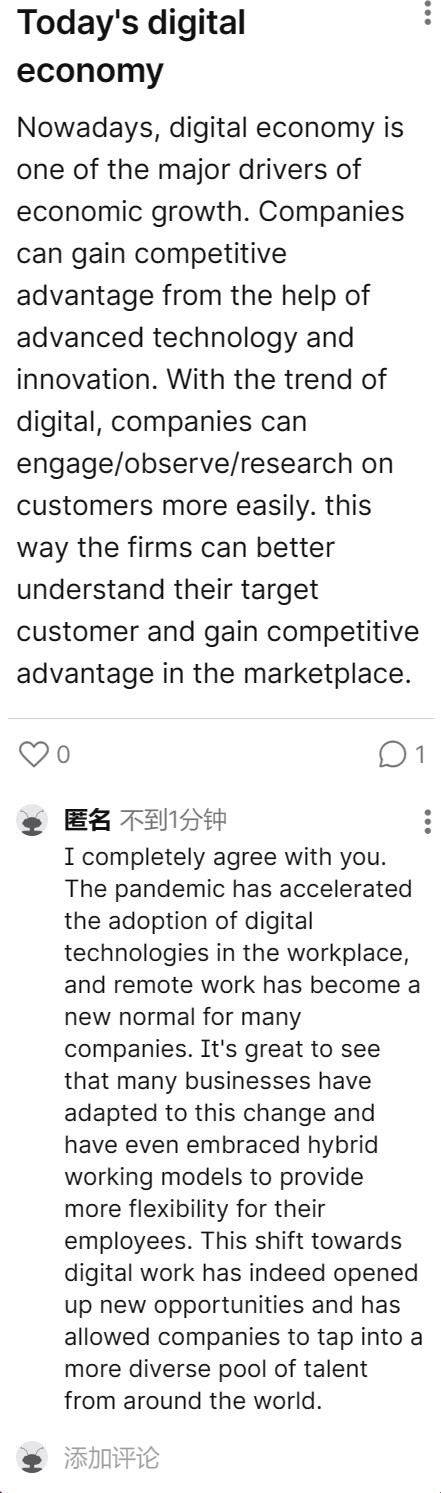 Today's digital
economy
Nowadays, digital economy is
one of the major drivers of
economic growth. Companies
can gain competitive
advantage from the help of
advanced technology and
innovation. With the trend of
digital, companies can
engage/observe/research on
customers more easily. this
way the firms can better
understand their target
customer and gain competitive
advantage in the marketplace.
0
1
匿名 不到1分钟
I completely agree with you.
The pandemic has accelerated
the adoption of digital
technologies in the workplace,
and remote work has become a
new normal for many
companies. It's great to see
that many businesses have
adapted to this change and
have even embraced hybrid
working models to provide
more flexibility for their
employees. This shift towards
digital work has indeed opened
up new opportunities and has
allowed companies to tap into a
more diverse pool of talent
from around the world.
添加评论